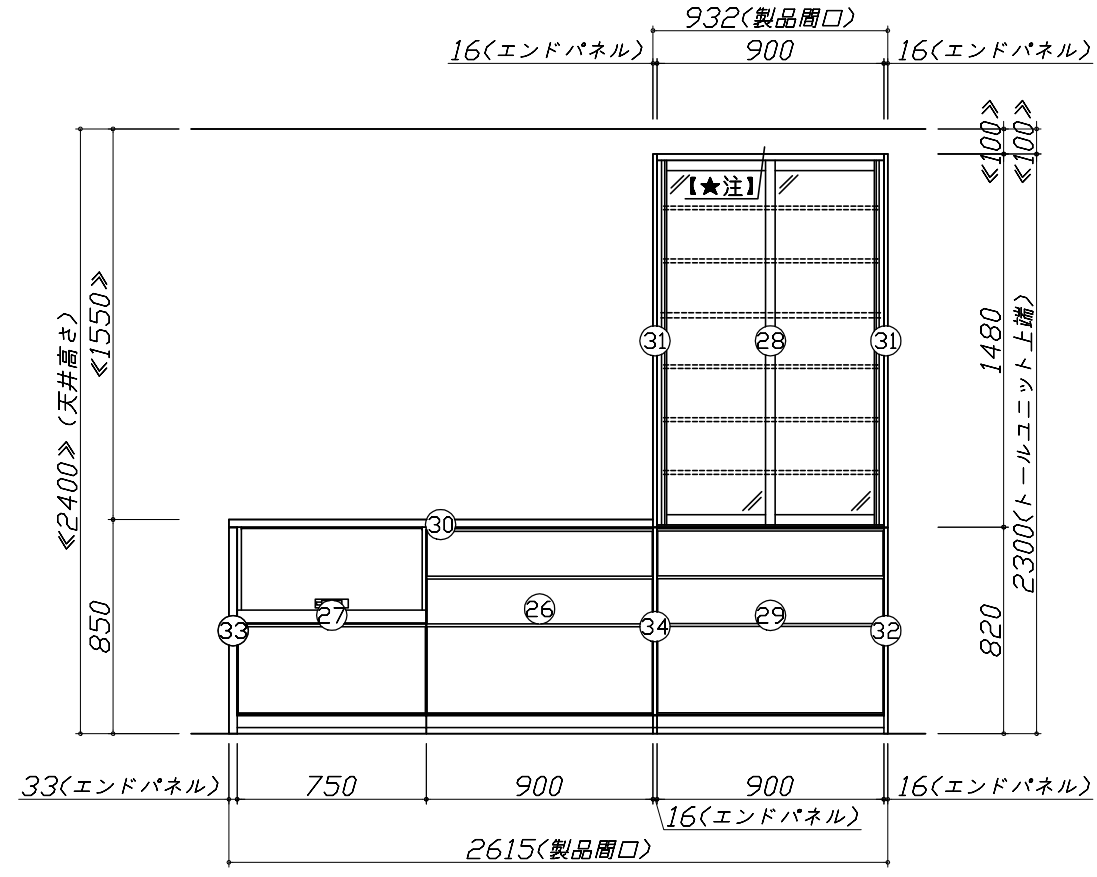 932(製品間口)
16(エンドパネル)
900
16(エンドパネル)
≪100≫
≪100≫
【★注】
≪2400≫(天井高さ)
≪1550≫
850
31
28
31
1480
2300(トールユニット上端)
820
30
27
26
29
33
34
32
33(エンドパネル)
750
900
900
16(エンドパネル)
16(エンドパネル)
2615(製品間口)